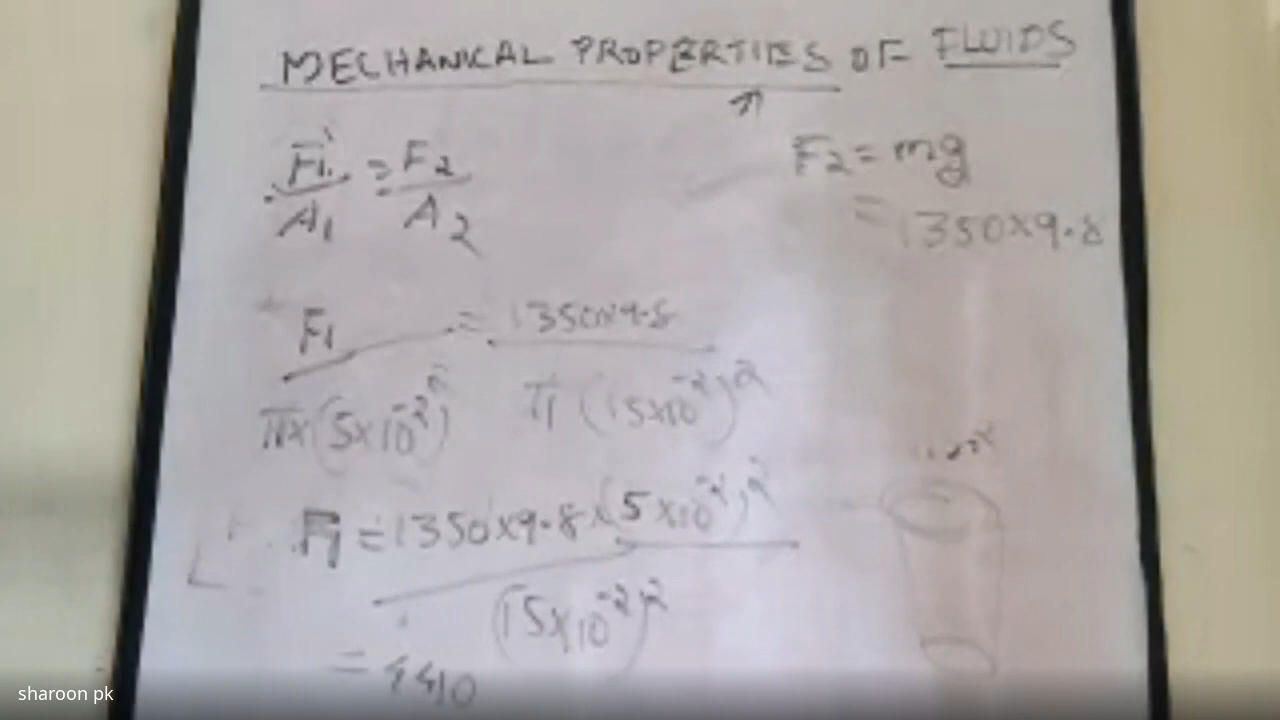 MECHANICAL PROPERTIES OF FLUIDS
F₁/A₁ = F₂/A₂
F₂ = mg
= 1350×9.8
F₁/π×(5×10⁻²)² = 1350×9.8/π(15×10⁻²)²
F₁ = 1350×9.8×(5×10⁻²)²/(15×10⁻²)²
= 4410
sharoon pk